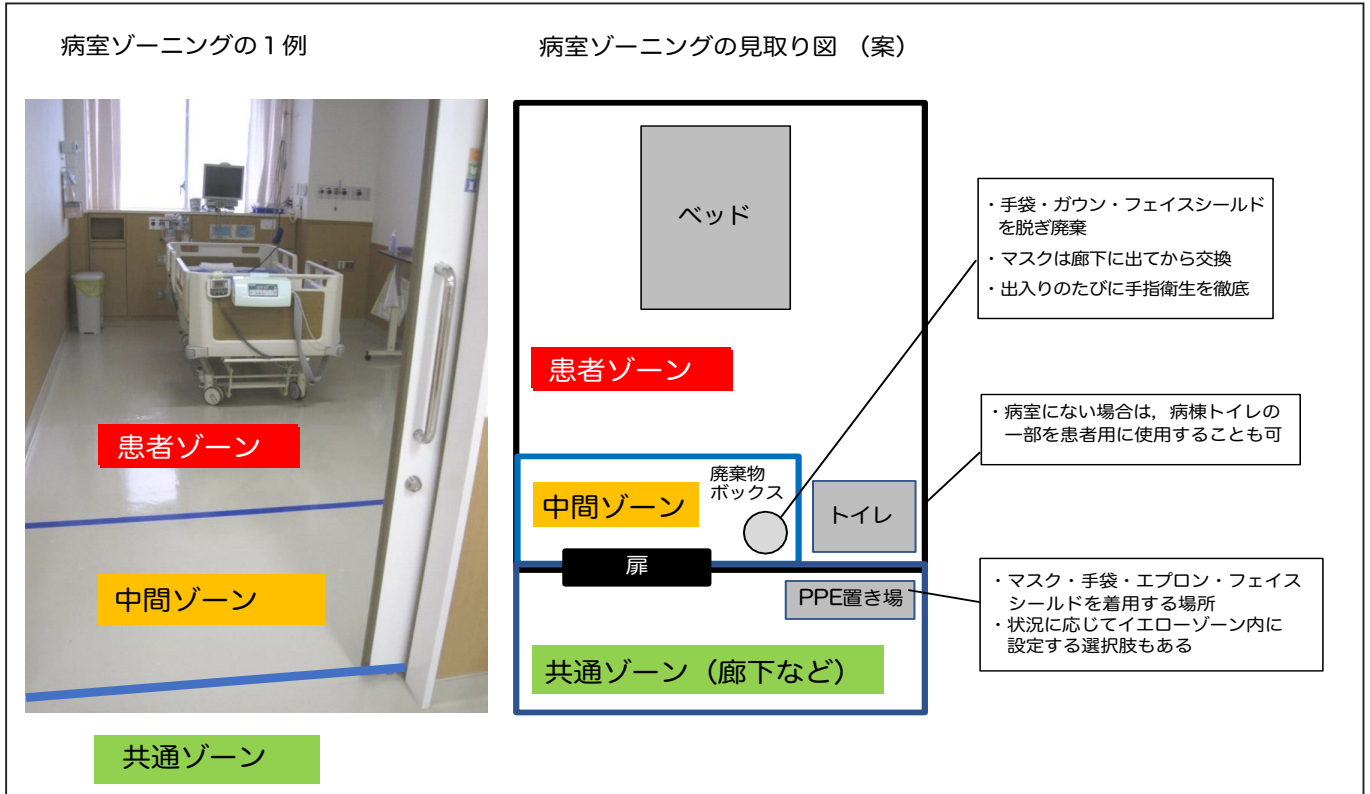 病室ゾーニングの１例
患者ゾーン
中間ゾーン
共通ゾーン
病室ゾーニングの見取り図 （案）
ベッド
患者ゾーン
中間ゾーン
廃棄物
ボックス
トイレ
扉
PPE置き場
共通ゾーン（廊下など）
・手袋・ガウン・フェイスシールド
を脱ぎ廃棄
・マスクは廊下に出てから交換
・出入りのたびに手指衛生を徹底
・病室にない場合は，病棟トイレの
一部を患者用に使用することも可
・マスク・手袋・エプロン・フェイス
シールドを着用する場所
・状況に応じてイエローゾーン内に
設定する選択肢もある